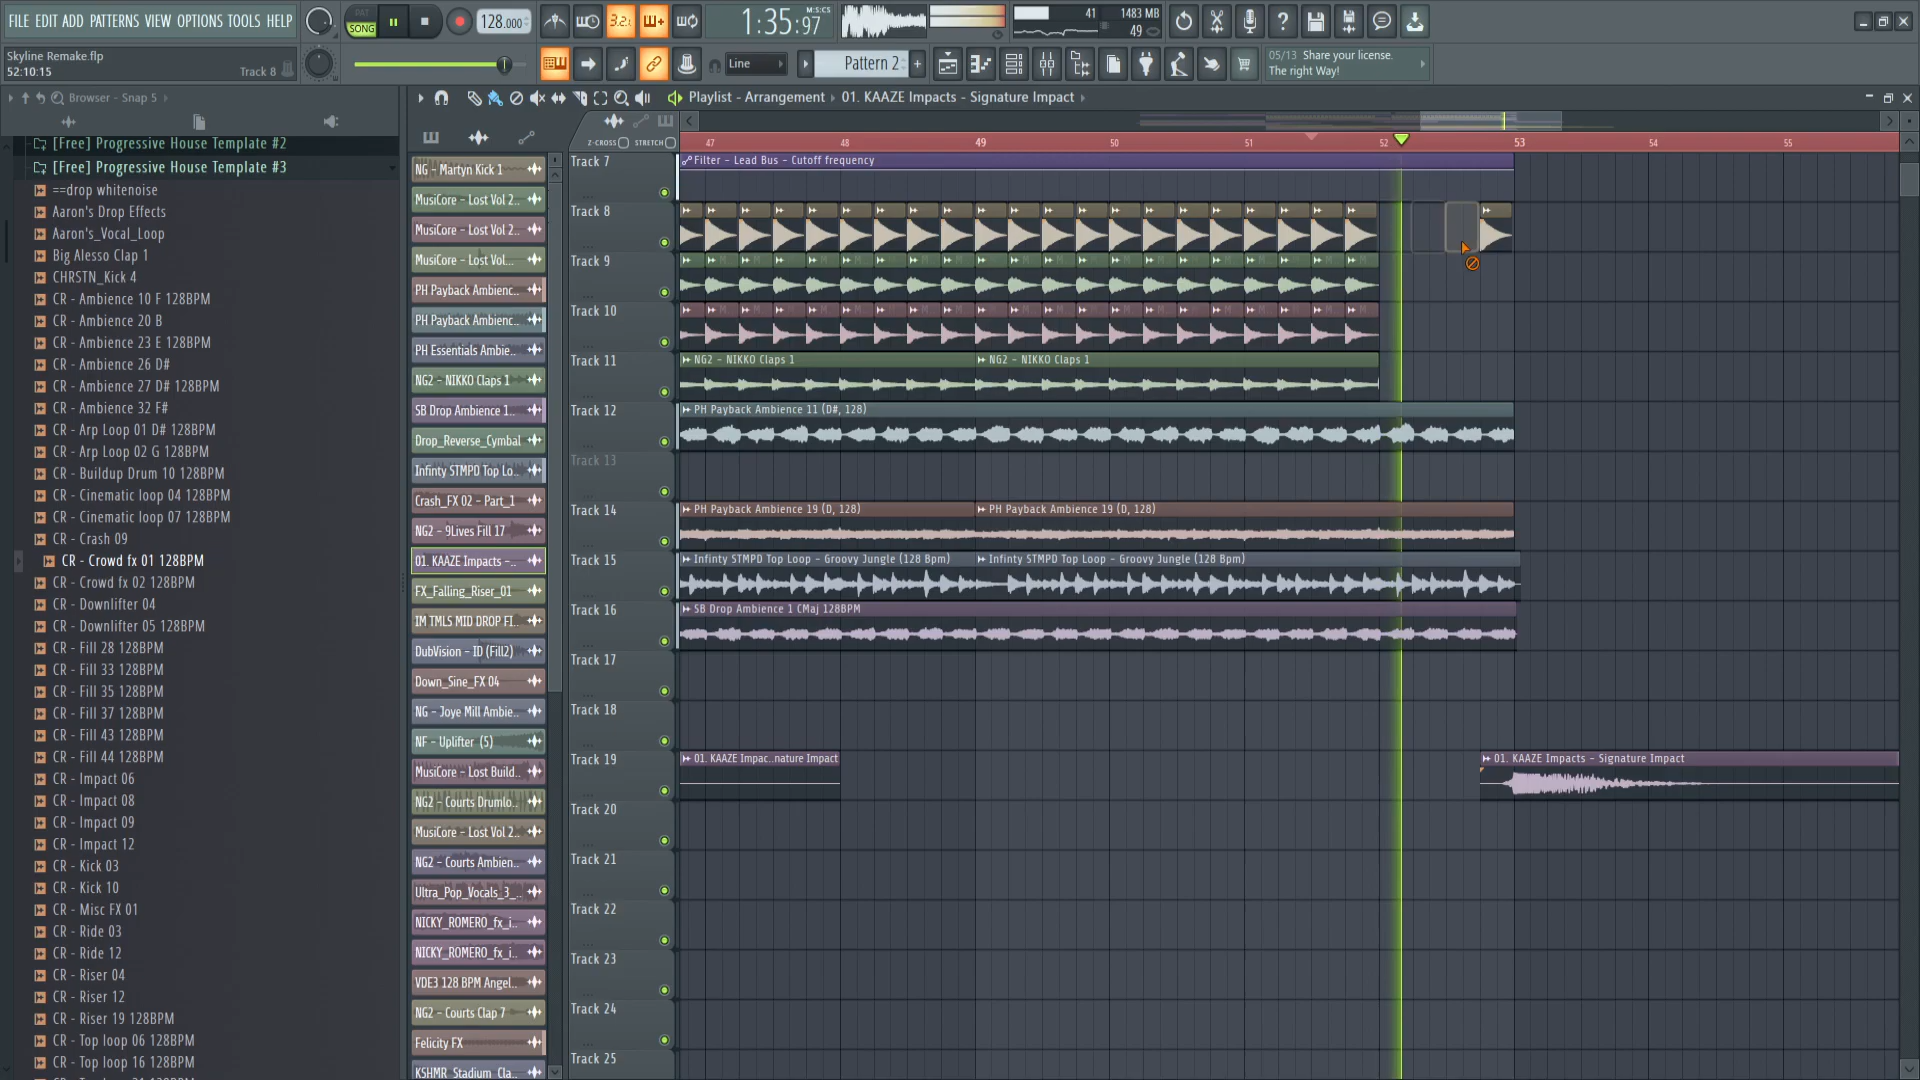 FILE EDIT ADD PATTERNS VIEW OPTIONS TOOLS HELP
PAT
SONG
128.000
3.2.
1:35:97
M:S:CS
41
1483 MB
49
Skyline Remake.flp
52:10:15
Track 8
Line
Pattern 2
05/13 Share your license.
The right Way!
Browser - Snap 5
Playlist - Arrangement
01. KAAZE Impacts - Signature Impact
[Free] Progressive House Template #2
[Free] Progressive House Template #3
==drop whitenoise
Aaron's Drop Effects
Aaron's_Vocal_Loop
Big Alesso Clap 1
CHRSTN_Kick 4
CR - Ambience 10 F 128BPM
CR - Ambience 20 B
CR - Ambience 23 E 128BPM
CR - Ambience 26 D#
CR - Ambience 27 D# 128BPM
CR - Ambience 32 F#
CR - Arp Loop 01 D# 128BPM
CR - Arp Loop 02 G 128BPM
CR - Buildup Drum 10 128BPM
CR - Cinematic loop 04 128BPM
CR - Cinematic loop 07 128BPM
CR - Crash 09
CR - Crowd fx 01 128BPM
CR - Crowd fx 02 128BPM
CR - Downlifter 04
CR - Downlifter 05 128BPM
CR - Fill 28 128BPM
CR - Fill 33 128BPM
CR - Fill 35 128BPM
CR - Fill 37 128BPM
CR - Fill 43 128BPM
CR - Fill 44 128BPM
CR - Impact 06
CR - Impact 08
CR - Impact 09
CR - Impact 12
CR - Kick 03
CR - Kick 10
CR - Misc FX 01
CR - Ride 03
CR - Ride 12
CR - Riser 04
CR - Riser 12
CR - Riser 19 128BPM
CR - Top loop 06 128BPM
CR - Top loop 16 128BPM
NG - Martyn Kick 1
MusiCore - Lost Vol 2..
MusiCore - Lost Vol 2..
MusiCore - Lost Vol...
PH Payback Ambienc..
PH Payback Ambienc..
PH Essentials Ambie..
NG2 - NIKKO Claps 1
SB Drop Ambience 1..
Drop_Reverse_Cymbal
Infinty STMPD Top Lo..
Crash_FX 02 - Part_1
NG2 - 9Lives Fill 17
01. KAAZE Impacts -..
FX_Falling_Riser_01
IM TMLS MID DROP FI..
DubVision - ID (Fill2)
Down_Sine_FX 04
NG - Joye Mill Ambie..
NF - Uplifter (5)
MusiCore - Lost Build..
NG2 - Courts Drumlo..
MusiCore - Lost Vol 2..
NG2 - Courts Ambien..
Ultra_Pop_Vocals_3_..
NICKY_ROMERO_fx_i..
NICKY_ROMERO_fx_i..
VDE3 128 BPM Angel..
NG2 - Courts Clap 7
Felicity FX
KSHMR_Stadium_Cla..
Z-CROSS
STRETCH
47 48 49 50 51 52 53 54 55
Track 7
Filter - Lead Bus - Cutoff frequency
Track 8
Track 9
Track 10
Track 11
NG2 - NIKKO Claps 1
NG2 - NIKKO Claps 1
Track 12
PH Payback Ambience 11 (D#, 128)
Track 13
Track 14
PH Payback Ambience 19 (D, 128)
PH Payback Ambience 19 (D, 128)
Track 15
Infinty STMPD Top Loop - Groovy Jungle (128 Bpm)
Infinty STMPD Top Loop - Groovy Jungle (128 Bpm)
Track 16
SB Drop Ambience 1 CMaj 128BPM
Track 17
Track 18
Track 19
01. KAAZE Impac..nature Impact
01. KAAZE Impacts - Signature Impact
Track 20
Track 21
Track 22
Track 23
Track 24
Track 25